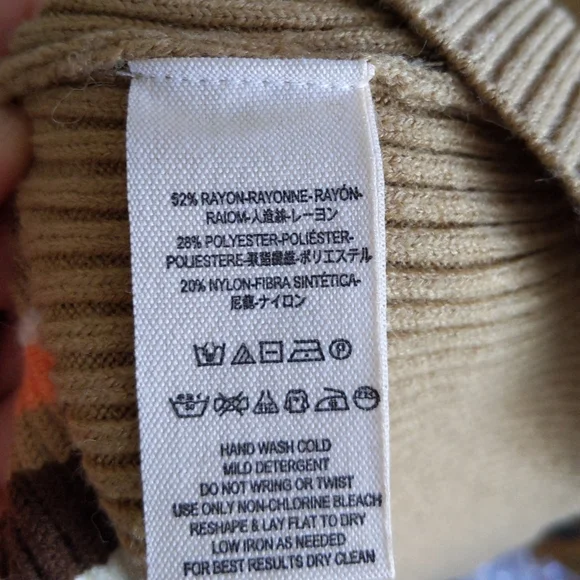 52% RAYON-RAYONNE-RAYÓN-
RAIOM-人造絲-レーヨン
28% POLYESTER-POLIÉSTER-
POLIESTERE-聚酯纖維-ポリエステル
20% NYLON-FIBRA SINTÉTICA-
尼龍-ナイロン
HAND WASH COLD
MILD DETERGENT
DO NOT WRING OR TWIST
USE ONLY NON-CHLORINE BLEACH
RESHAPE & LAY FLAT TO DRY
LOW IRON AS NEEDED
FOR BEST RESULTS DRY CLEAN